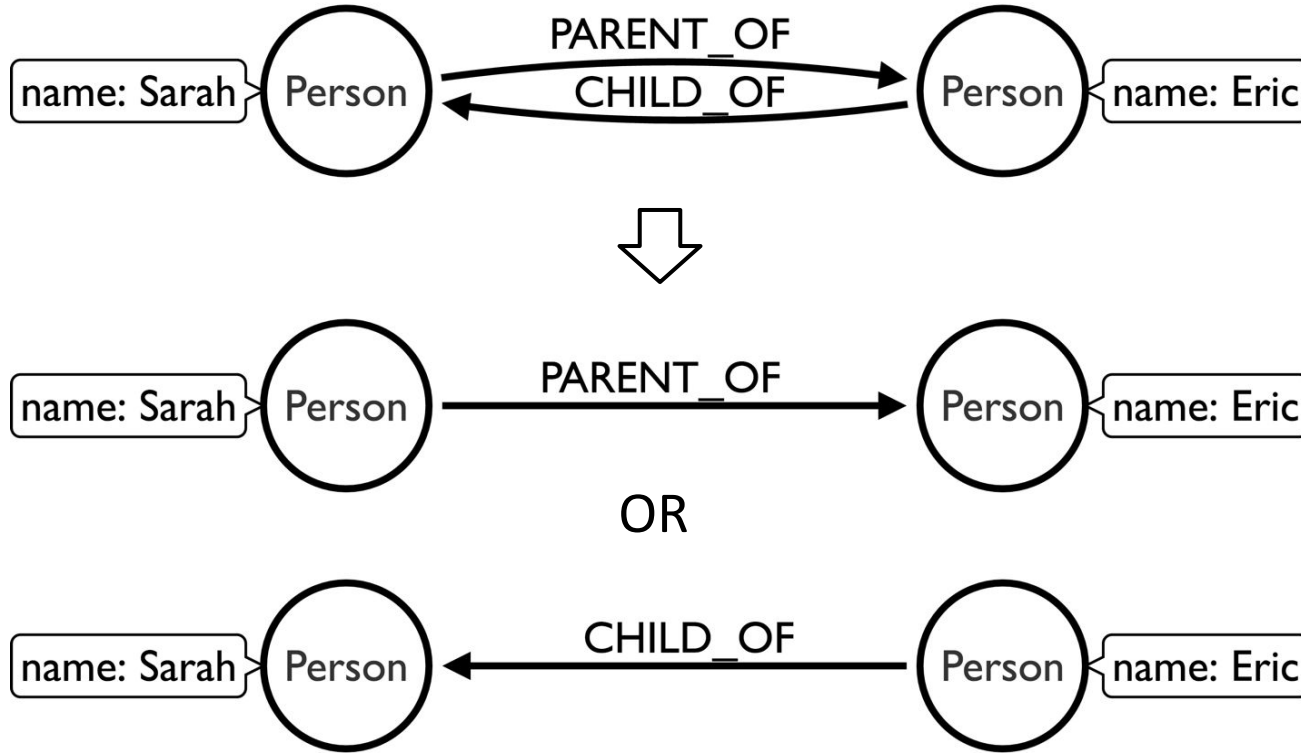 PARENT_OF
name: Sarah
Person
CHILD_OF
Person
name: Eric
PARENT_OF
name: Sarah
Person
Person
name: Eric
OR
CHILD_OF
name: Sarah
Person
Person
name: Eric